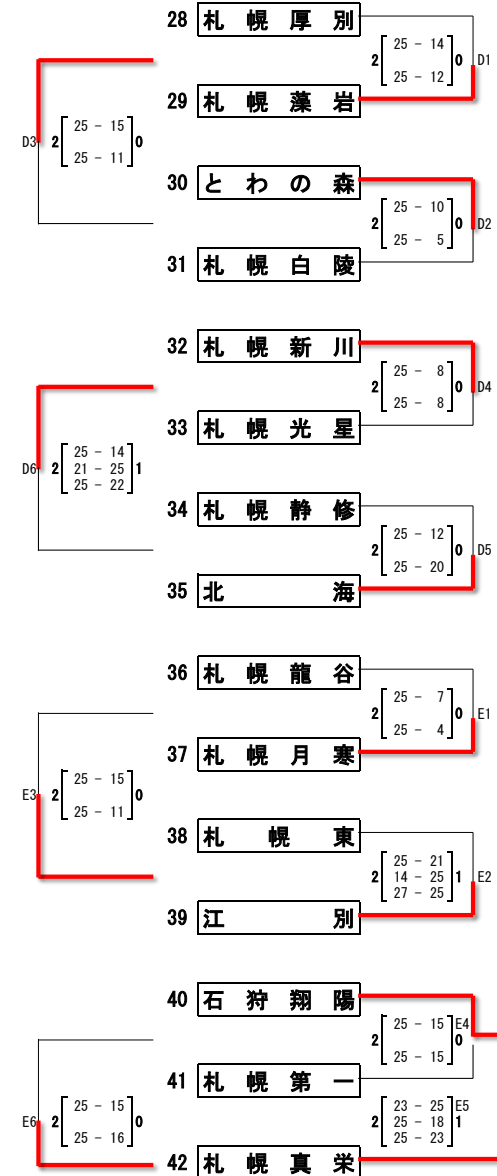 28 札幌厚別
2 25 - 14 0 D1
25 - 12
29 札幌藻岩
D3 2 25 - 15 0
25 - 11
30 とわの森
2 25 - 10 0 D2
25 - 5
31 札幌白陵
32 札幌新川
2 25 - 8 0 D4
25 - 8
33 札幌光星
D6 2 25 - 14 1
21 - 25
25 - 22
34 札幌静修
2 25 - 12 0 D5
25 - 20
35 北海
36 札幌龍谷
2 25 - 7 0 E1
25 - 4
37 札幌月寒
E3 2 25 - 15 0
25 - 11
38 札幌東
2 25 - 21 1 E2
14 - 25
27 - 25
39 江別
40 石狩翔陽
2 25 - 15 0 E4
25 - 15
41 札幌第一
E6 2 25 - 15 0
25 - 16
2 23 - 25 1 E5
25 - 18
25 - 23
42 札幌真栄